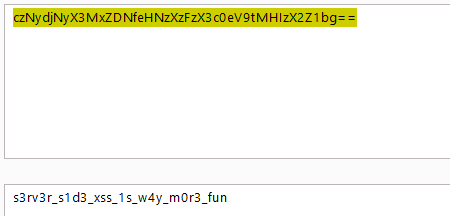 czNydjNyX3MxZDNfeHNzXzFzX3c0eV9tMHIzX2Z1bg==
s3rv3r_s1d3_xss_1s_w4y_m0r3_fun